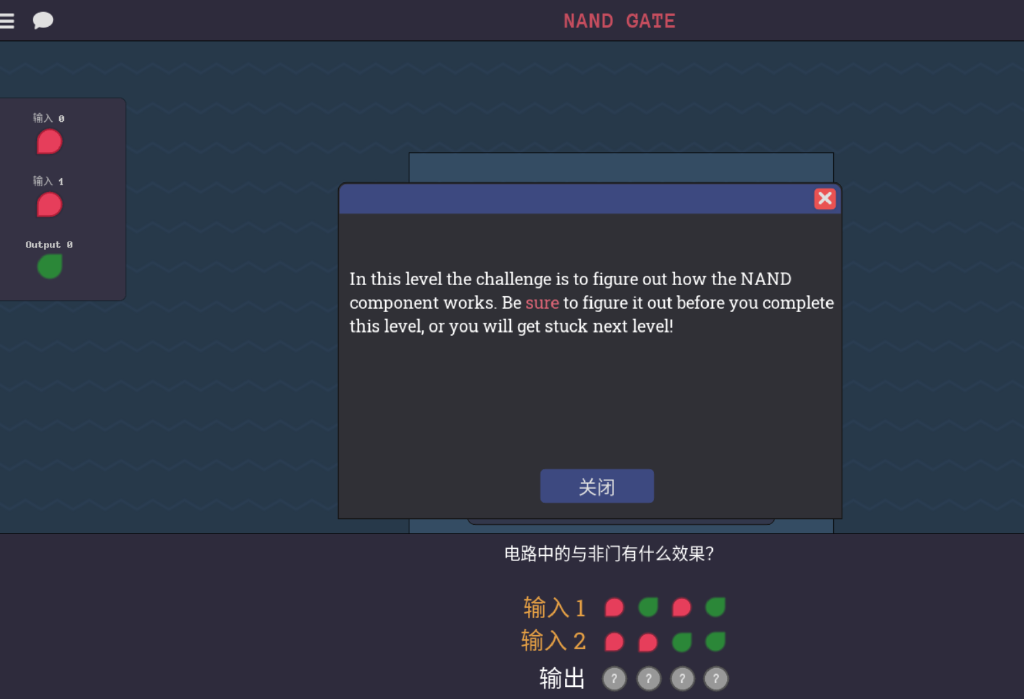 NAND GATE
输入 0
输入 1
Output 0
In this level the challenge is to figure out how the NAND
component works. Be sure to figure it out before you complete
this level, or you will get stuck next level!
关闭
电路中的与非门有什么效果?
输入 1
输入 2
输出 ? ? ? ?